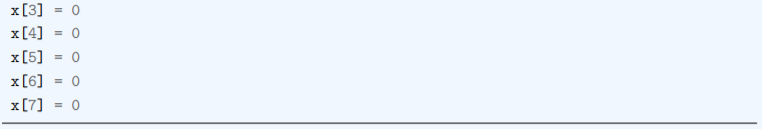 x[3] = 0
x[4] = 0
x[5] = 0
x[6] = 0
x[7] = 0